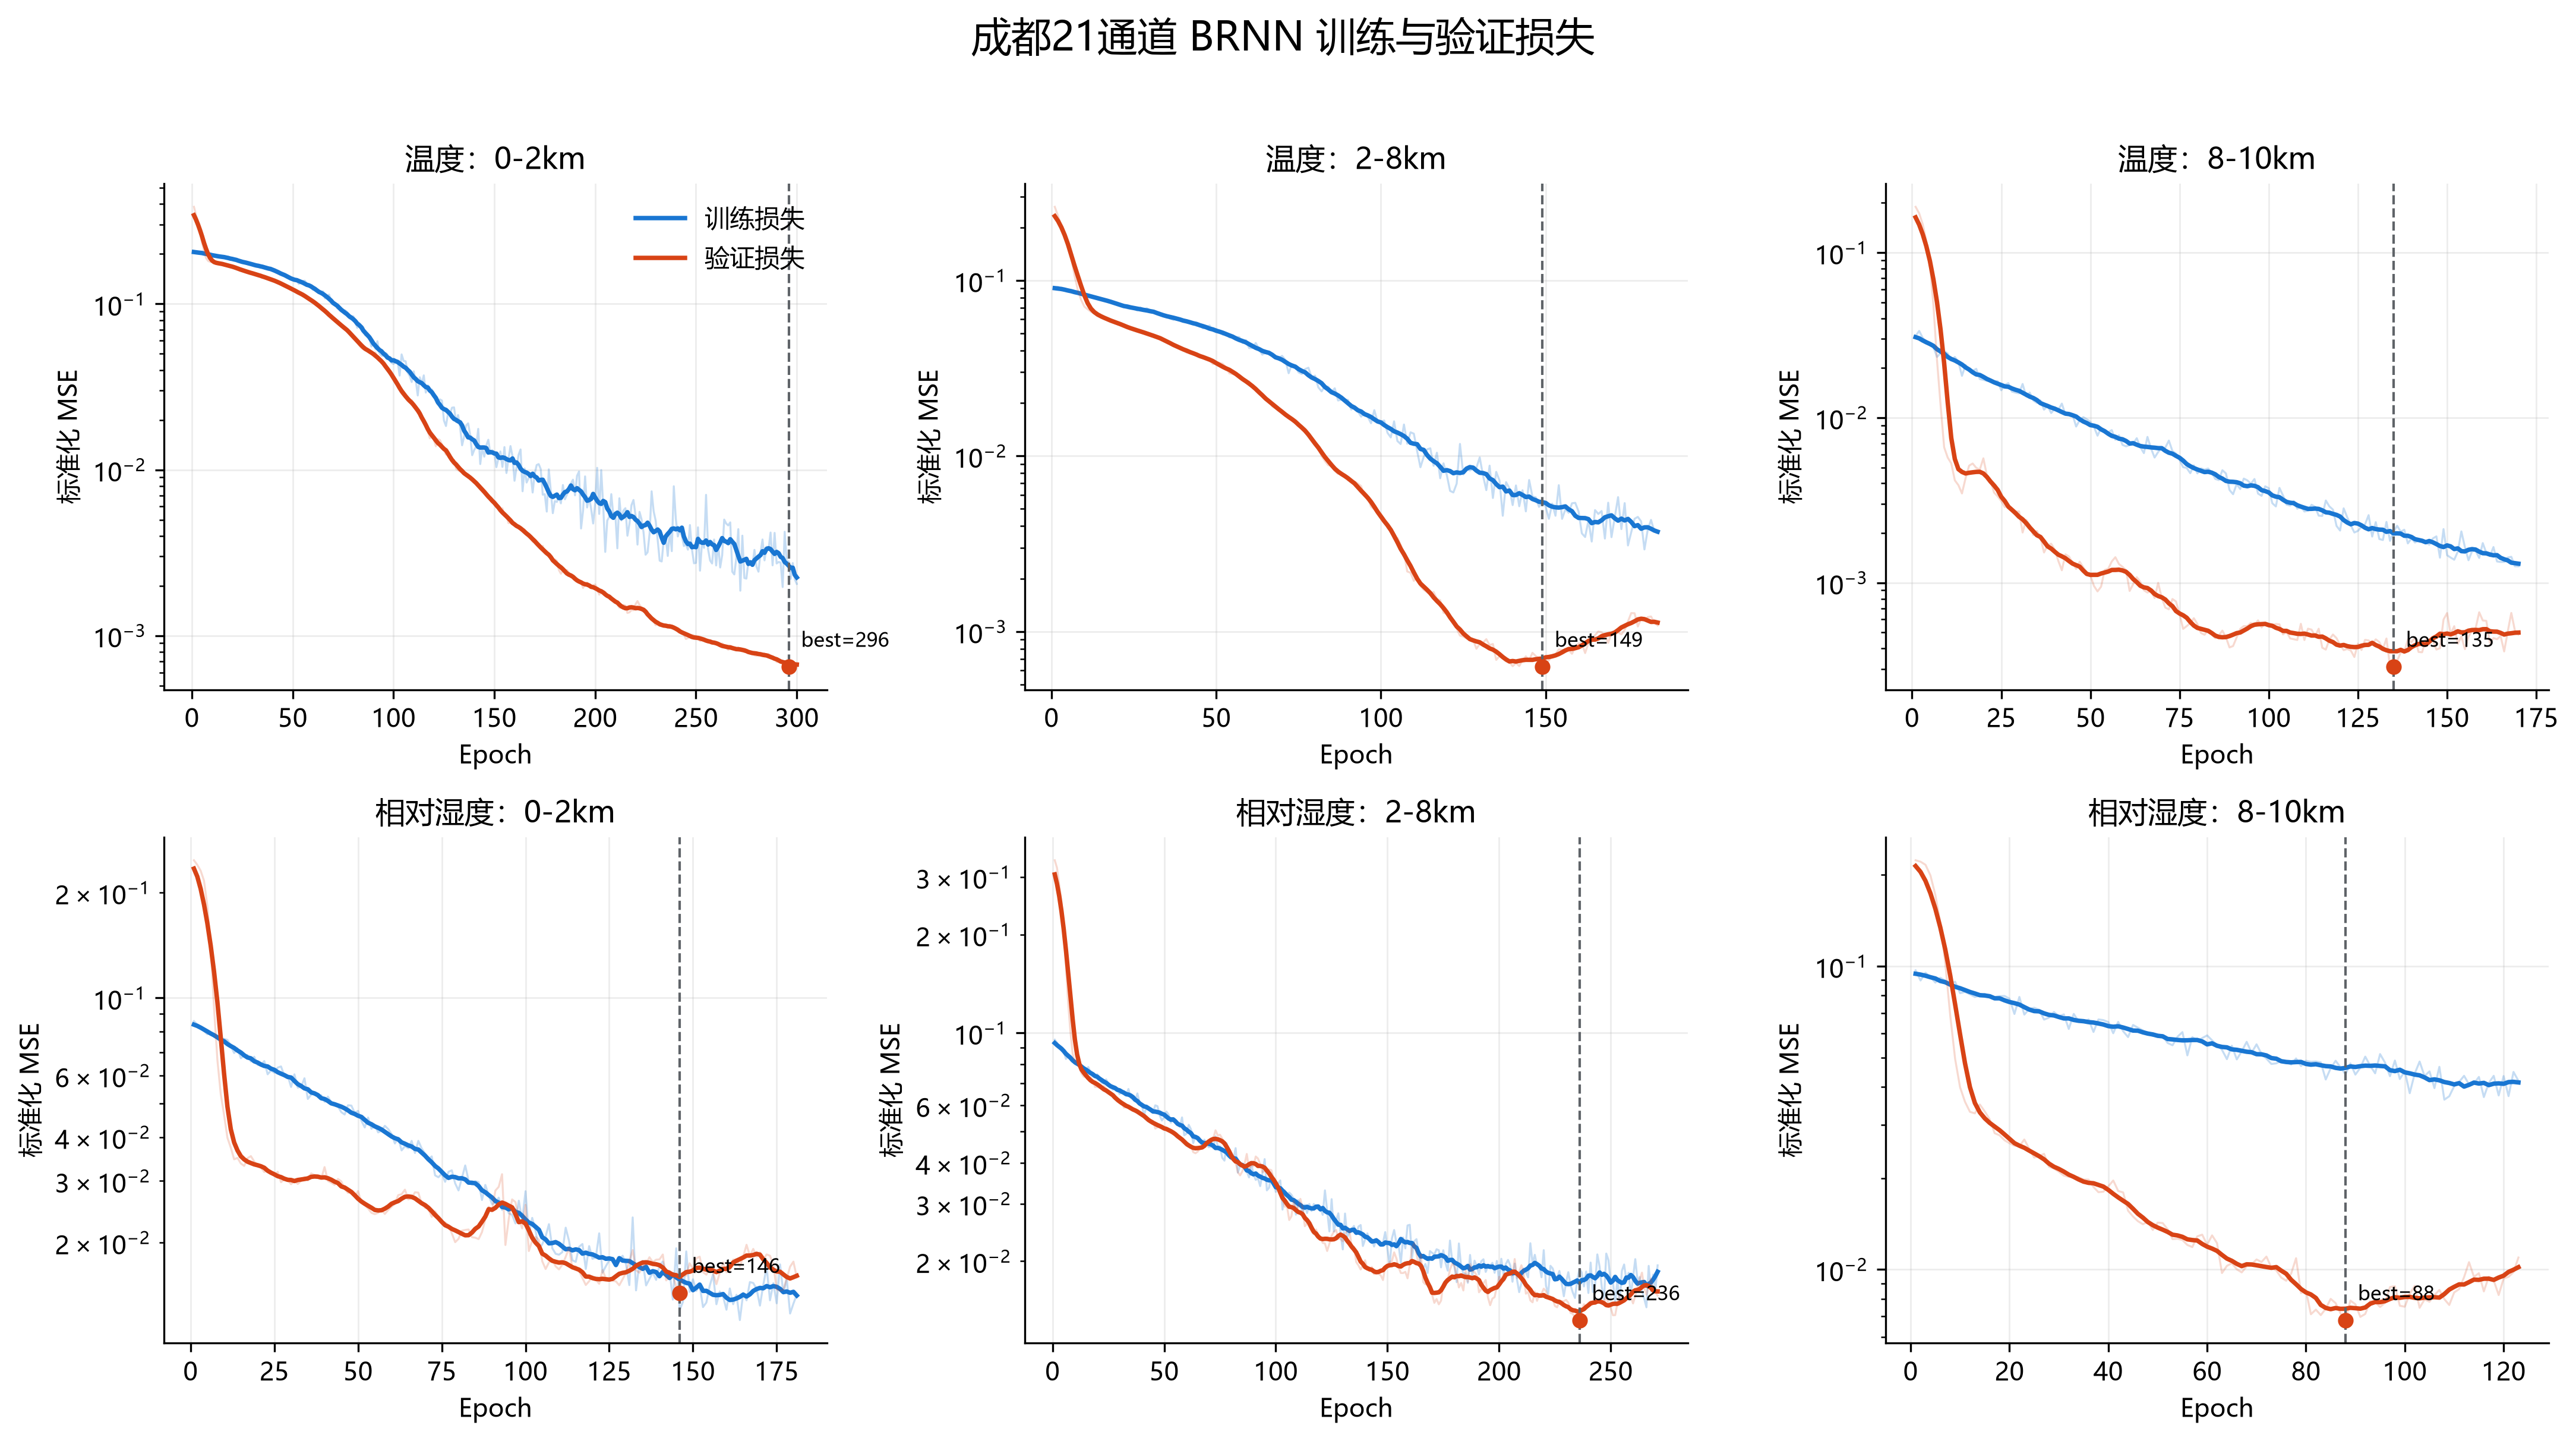 成都21通道 BRNN 训练与验证损失
温度：0-2km
训练损失
验证损失
标准化 MSE
10⁻¹
10⁻²
10⁻³
best=296
0 50 100 150 200 250 300
Epoch
温度：2-8km
标准化 MSE
10⁻¹
10⁻²
10⁻³
best=149
0 50 100 150
Epoch
温度：8-10km
标准化 MSE
10⁻¹
10⁻²
10⁻³
best=135
0 25 50 75 100 125 150 175
Epoch
相对湿度：0-2km
标准化 MSE
2 × 10⁻¹
10⁻¹
6 × 10⁻²
4 × 10⁻²
3 × 10⁻²
2 × 10⁻²
best=146
0 25 50 75 100 125 150 175
Epoch
相对湿度：2-8km
标准化 MSE
3 × 10⁻¹
2 × 10⁻¹
10⁻¹
6 × 10⁻²
4 × 10⁻²
3 × 10⁻²
2 × 10⁻²
best=236
0 50 100 150 200 250
Epoch
相对湿度：8-10km
标准化 MSE
10⁻¹
10⁻²
best=88
0 20 40 60 80 100 120
Epoch